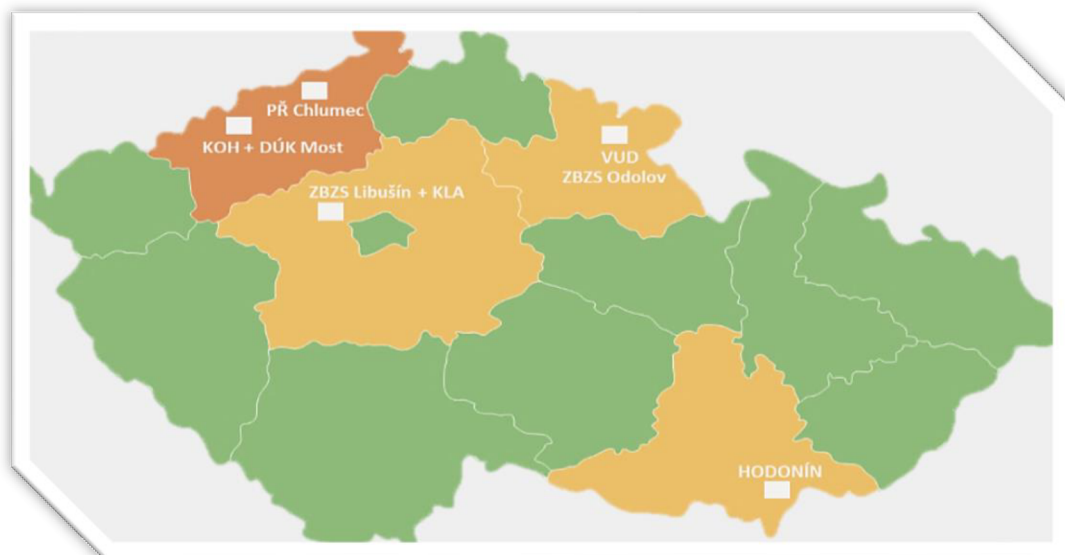 PŘ Chlumec
KOH + DÚK Most
VUD
ZBZS Odolov
ZBZS Libušín + KLA
HODONÍN